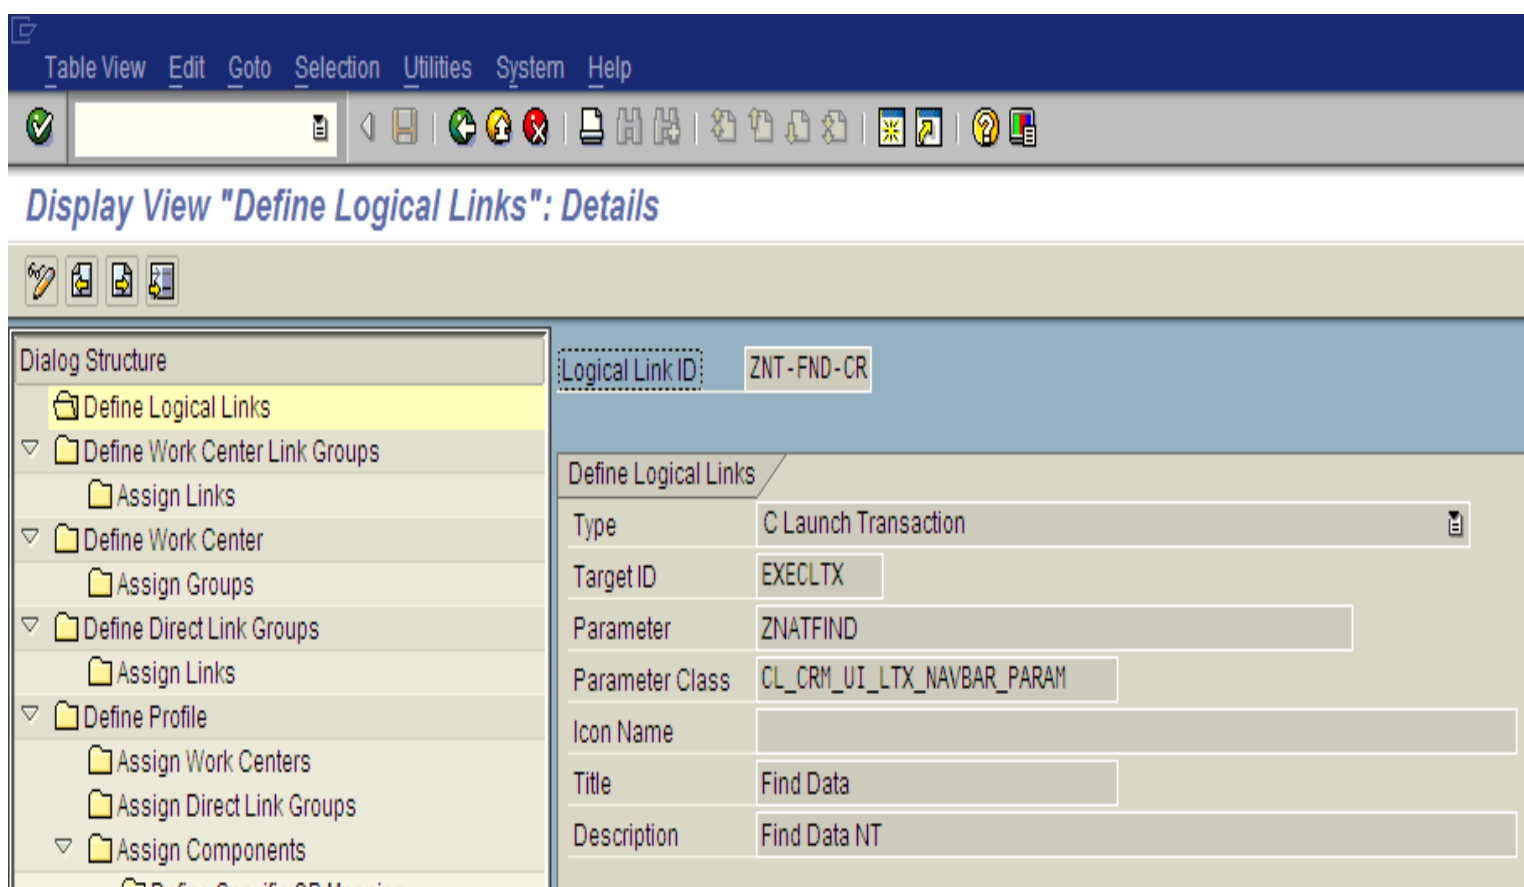 Table View Edit Goto Selection Utilities System Help
Display View "Define Logical Links": Details
Dialog Structure
Define Logical Links
Define Work Center Link Groups
Assign Links
Define Work Center
Assign Groups
Define Direct Link Groups
Assign Links
Define Profile
Assign Work Centers
Assign Direct Link Groups
Assign Components
Logical Link ID ZNT-FND-CR
Define Logical Links
Type C Launch Transaction
Target ID EXECLTX
Parameter ZNATFIND
Parameter Class CL_CRM_UI_LTX_NAVBAR_PARAM
Icon Name
Title Find Data
Description Find Data NT